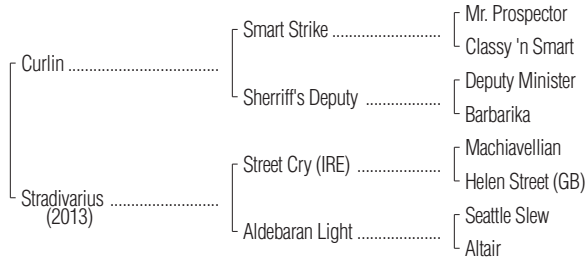 Mr. Prospector
Smart Strike ..........................
Classy 'n Smart
Curlin .....................................
Deputy Minister
Sherriff's Deputy ..................
Barbarika
Machiavellian
Street Cry (IRE) ....................
Helen Street (GB)
Stradivarius ...........................
(2013)
Seattle Slew
Aldebaran Light ....................
Altair